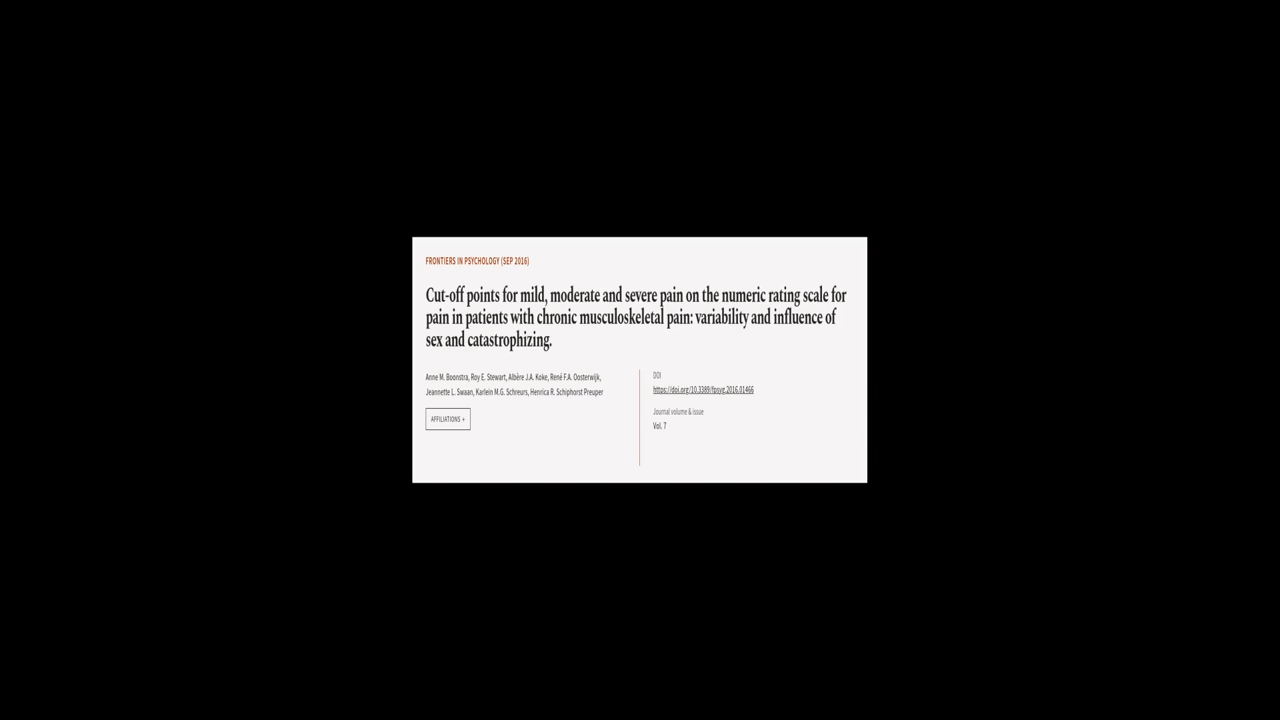 FRONTIERS IN PSYCHOLOGY (SEP 2016)
Cut-off points for mild, moderate and severe pain on the numeric rating scale for
pain in patients with chronic musculoskeletal pain: variability and influence of
sex and catastrophizing.
Anne M. Boonstra, Roy E. Stewart, Albère J.A. Koke, René F.A. Oosterwijk,
Jeannette L. Swaan, Karlein M.G. Schreurs, Henrica R. Schiphorst Preuper
AFFILIATIONS +
DOI
https://doi.org/10.3389/fpsyg.2016.01466
Journal volume & issue
Vol. 7